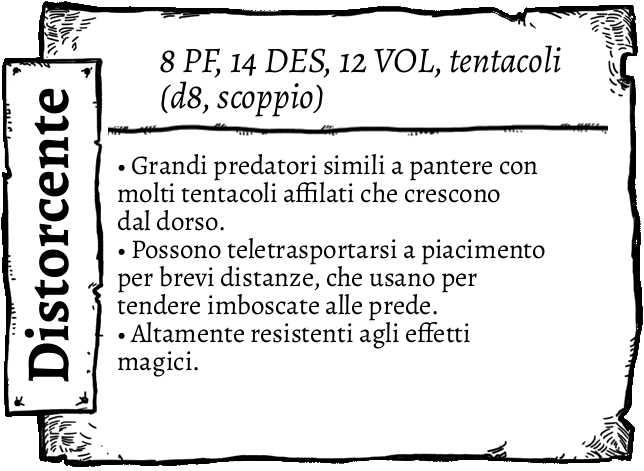 Distorcente
8 PF, 14 DES, 12 VOL, tentacoli
(d8, scoppio)
• Grandi predatori simili a pantere con
molti tentacoli affilati che crescono
dal dorso.
• Possono teletrasportarsi a piacimento
per brevi distanze, che usano per
tendere imboscate alle prede.
• Altamente resistenti agli effetti
magici.